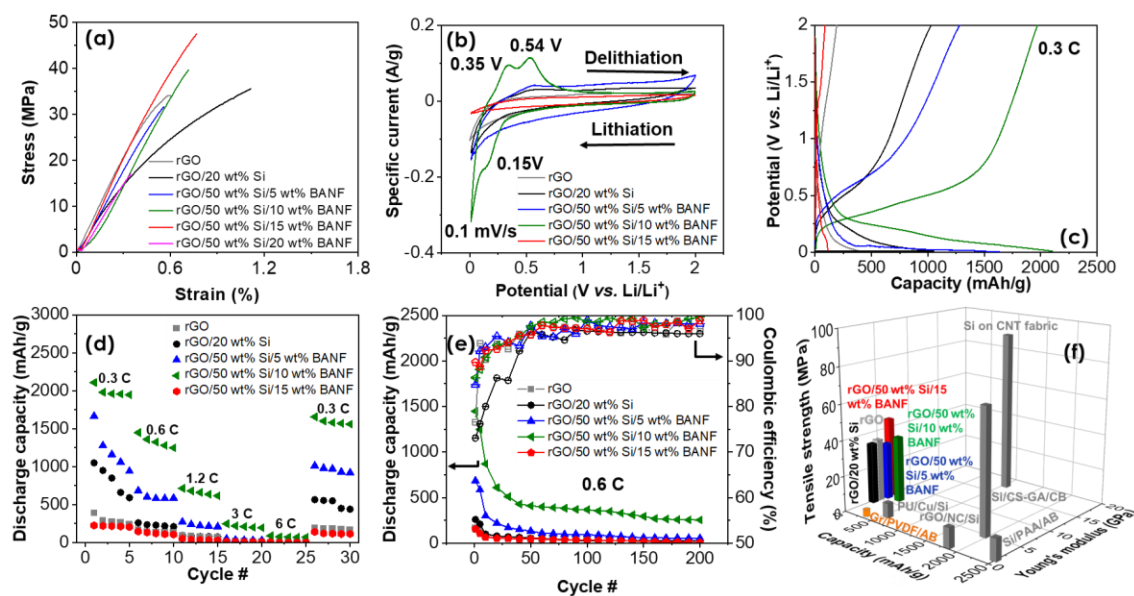 (a)
50
40
30
20
10
0
Stress (MPa)
rGO
rGO/20 wt% Si
rGO/50 wt% Si/5 wt% BANF
rGO/50 wt% Si/10 wt% BANF
rGO/50 wt% Si/15 wt% BANF
rGO/50 wt% Si/20 wt% BANF
0.0 0.6 1.2 1.8
Strain (%)
(b)
0.2
0
-0.2
-0.4
Specific current (A/g)
0.54 V
0.35 V
Delithiation
Lithiation
0.15V
0.1 mV/s
rGO
rGO/20 wt% Si
rGO/50 wt% Si/5 wt% BANF
rGO/50 wt% Si/10 wt% BANF
rGO/50 wt% Si/15 wt% BANF
0 0.5 1 1.5 2
Potential (V vs. Li/Li⁺)
(c)
2
1.5
1
0.5
0
Potential (V vs. Li/Li⁺)
0.3 C
0 500 1000 1500 2000 2500
Capacity (mAh/g)
(d)
3000
2500
2000
1500
1000
500
0
Discharge capacity (mAh/g)
rGO
rGO/20 wt% Si
rGO/50 wt% Si/5 wt% BANF
rGO/50 wt% Si/10 wt% BANF
rGO/50 wt% Si/15 wt% BANF
0.3 C
0.6 C
1.2 C
3 C
6 C
0.3 C
0 5 10 15 20 25 30
Cycle #
(e)
2500
2000
1500
1000
500
0
Discharge capacity (mAh/g)
100
90
80
70
60
50
Coulombic efficiency (%)
rGO
rGO/20 wt% Si
rGO/50 wt% Si/5 wt% BANF
rGO/50 wt% Si/10 wt% BANF
rGO/50 wt% Si/15 wt% BANF
0.6 C
0 50 100 150 200
Cycle #
(f)
100
80
60
40
20
0
Tensile strength (MPa)
Si on CNT fabric
rGO/50 wt% Si/15
wt% BANF
rGO
rGO/50 wt%
Si/10 wt%
BANF
rGO/20 wt% Si
rGO/50 wt%
Si/5 wt%
BANF
Si/CS-GA/CB
PU/Cu/Si
rGO/NC/Si
Gr/PVDF/AB
Si/PAA/AB
500
1000
1500
2000
2500
Capacity (mAh/g)
0
5
10
15
20
Young's modulus (GPa)